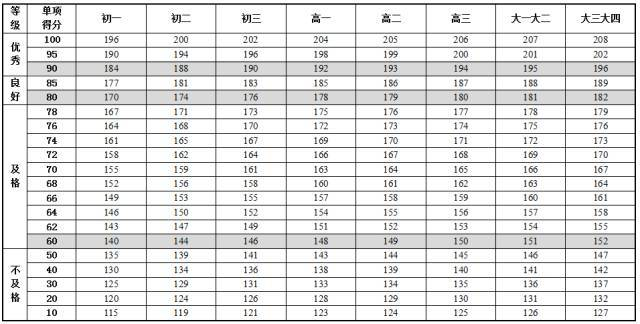 等级 单项得分 初一 初二 初三 高一 高二 高三 大一大二 大三大四
优秀 100 196 200 202 204 205 206 207 208
95 190 194 196 198 199 200 201 202
90 184 188 190 192 193 194 195 196
良好 85 177 181 183 185 186 187 188 189
80 170 174 176 178 179 180 181 182
及格 78 167 171 173 175 176 177 178 179
76 164 168 170 172 173 174 175 176
74 161 165 167 169 170 171 172 173
72 158 162 164 166 167 168 169 170
70 155 159 161 163 164 165 166 167
68 152 156 158 160 161 162 163 164
66 149 153 155 157 158 159 160 161
64 146 150 152 154 155 156 157 158
62 143 147 149 151 152 153 154 155
60 140 144 146 148 149 150 151 152
不及格 50 135 139 141 143 144 145 146 147
40 130 134 136 138 139 140 141 142
30 125 129 131 133 134 135 136 137
20 120 124 126 128 129 130 131 132
10 115 119 121 123 124 125 126 127